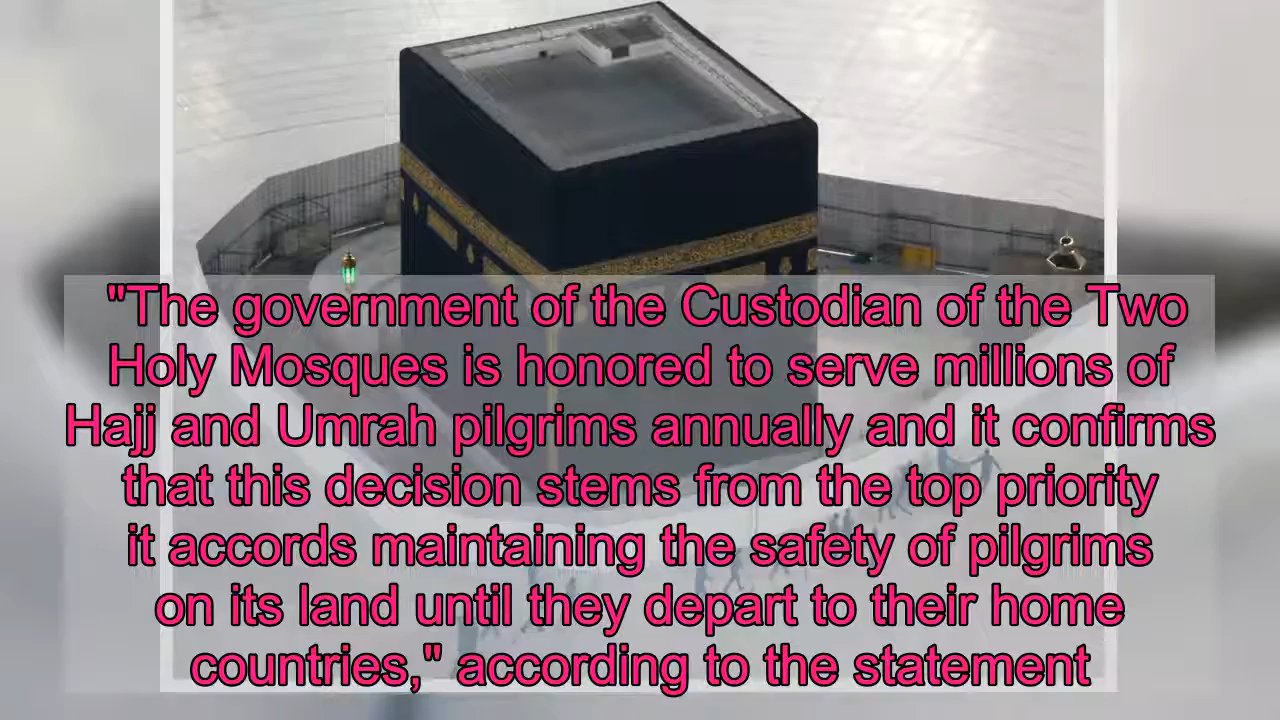 "The government of the Custodian of the Two
Holy Mosques is honored to serve millions of
Hajj and Umrah pilgrims annually and it confirms
that this decision stems from the top priority
it accords maintaining the safety of pilgrims
on its land until they depart to their home
countries," according to the statement